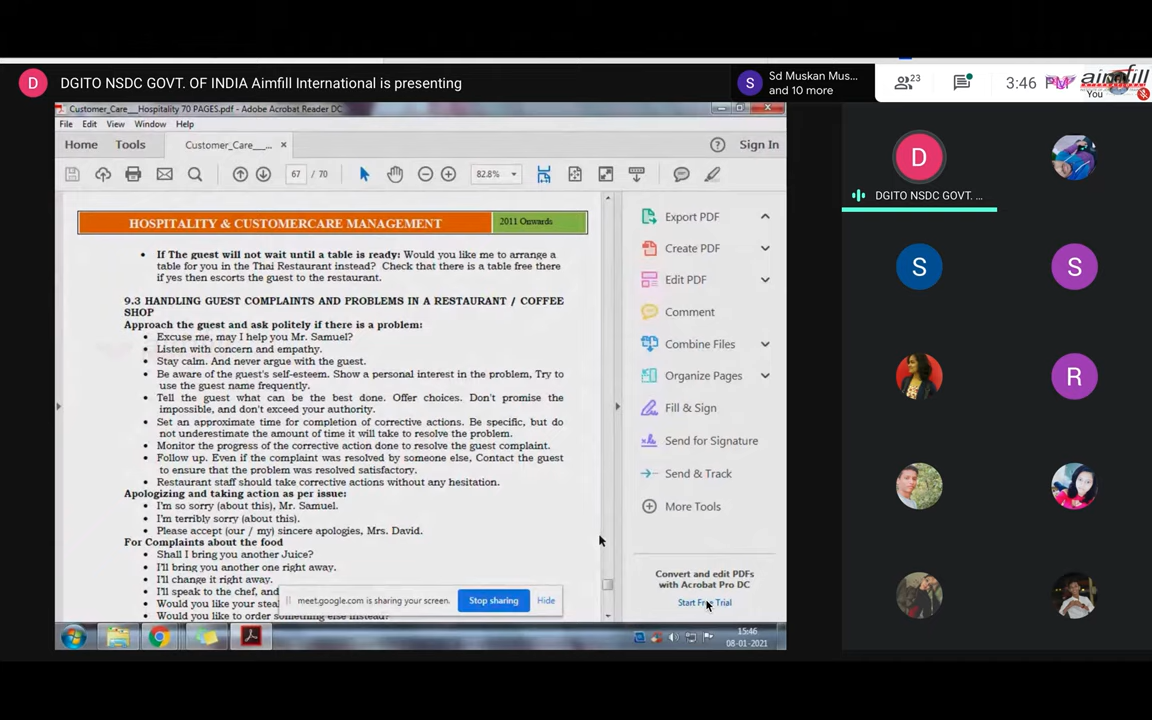 D DGITO NSDC GOVT. OF INDIA Aimfill International is presenting
S Sd Muskan Mus...
and 10 more
23
3:46 PM
aimfill
You
Customer_Care__Hospitality 70 PAGES.pdf - Adobe Acrobat Reader DC
File Edit View Window Help
Home Tools Customer_Care__... × Sign In
67 / 70 82.8%
HOSPITALITY & CUSTOMERCARE MANAGEMENT 2011 Onwards
• If The guest will not wait until a table is ready: Would you like me to arrange a
table for you in the Thai Restaurant instead? Check that there is a table free there
if yes then escorts the guest to the restaurant.
9.3 HANDLING GUEST COMPLAINTS AND PROBLEMS IN A RESTAURANT / COFFEE
SHOP
Approach the guest and ask politely if there is a problem:
• Excuse me, may I help you Mr. Samuel?
• Listen with concern and empathy.
• Stay calm. And never argue with the guest.
• Be aware of the guest's self-esteem. Show a personal interest in the problem, Try to
use the guest name frequently.
• Tell the guest what can be the best done. Offer choices. Don't promise the
impossible, and don't exceed your authority.
• Set an approximate time for completion of corrective actions. Be specific, but do
not underestimate the amount of time it will take to resolve the problem.
• Monitor the progress of the corrective action done to resolve the guest complaint.
• Follow up. Even if the complaint was resolved by someone else, Contact the guest
to ensure that the problem was resolved satisfactory.
• Restaurant staff should take corrective actions without any hesitation.
Apologizing and taking action as per issue:
• I'm so sorry (about this), Mr. Samuel.
• I'm terribly sorry (about this).
• Please accept (our / my) sincere apologies, Mrs. David.
For Complaints about the food
• Shall I bring you another Juice?
• I'll bring you another one right away.
• I'll change it right away.
• I'll speak to the chef, and
• Would you like your stea
• Would you like to order something else instead?
meet.google.com is sharing your screen. Stop sharing Hide
Export PDF
Create PDF
Edit PDF
Comment
Combine Files
Organize Pages
Fill & Sign
Send for Signature
Send & Track
More Tools
Convert and edit PDFs
with Acrobat Pro DC
Start Free Trial
15:46
08-01-2021
D
DGITO NSDC GOVT. ...
S
S
R